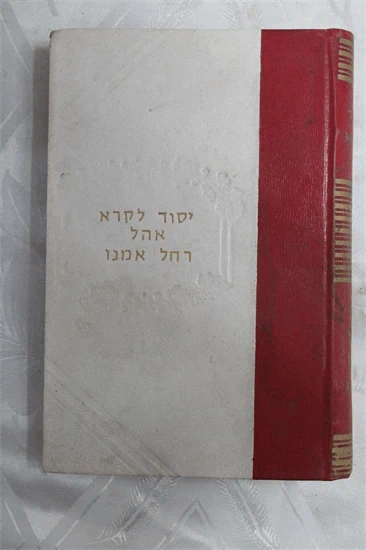 יסוד לקרא
אהל
רחל אמנו